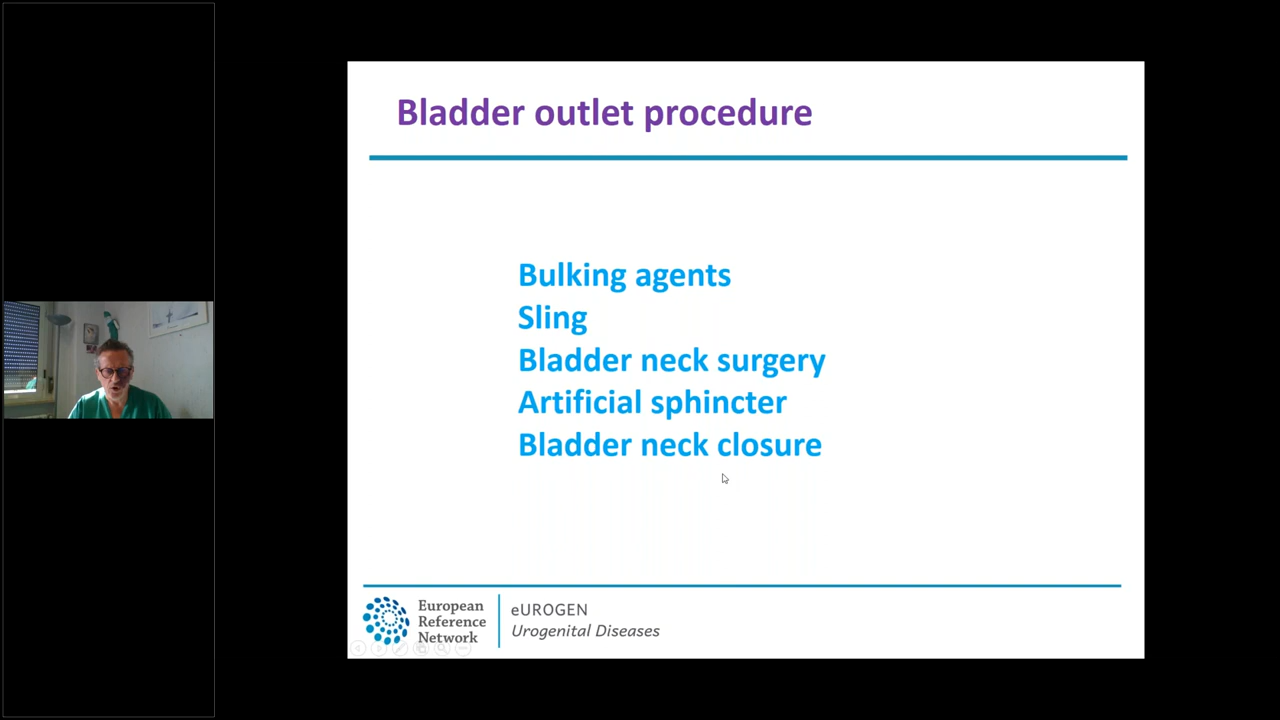 Bladder outlet procedure
Bulking agents
Sling
Bladder neck surgery
Artificial sphincter
Bladder neck closure
European
Reference
Network
eUROGEN
Urogenital Diseases